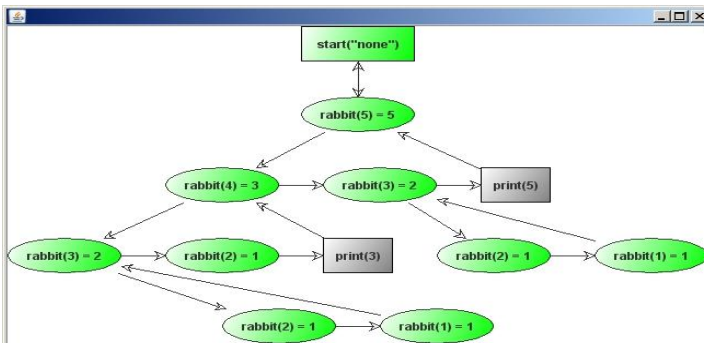 start("none")
rabbit(5) = 5
rabbit(4) = 3
rabbit(3) = 2
print(5)
rabbit(3) = 2
rabbit(2) = 1
print(3)
rabbit(2) = 1
rabbit(1) = 1
rabbit(2) = 1
rabbit(1) = 1